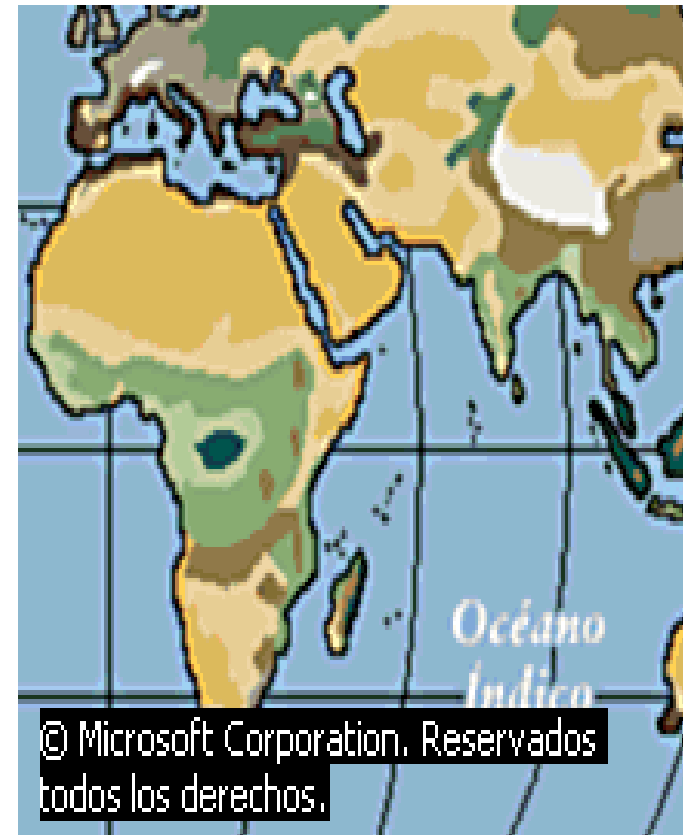 Océano
Índico
© Microsoft Corporation. Reservados
todos los derechos.